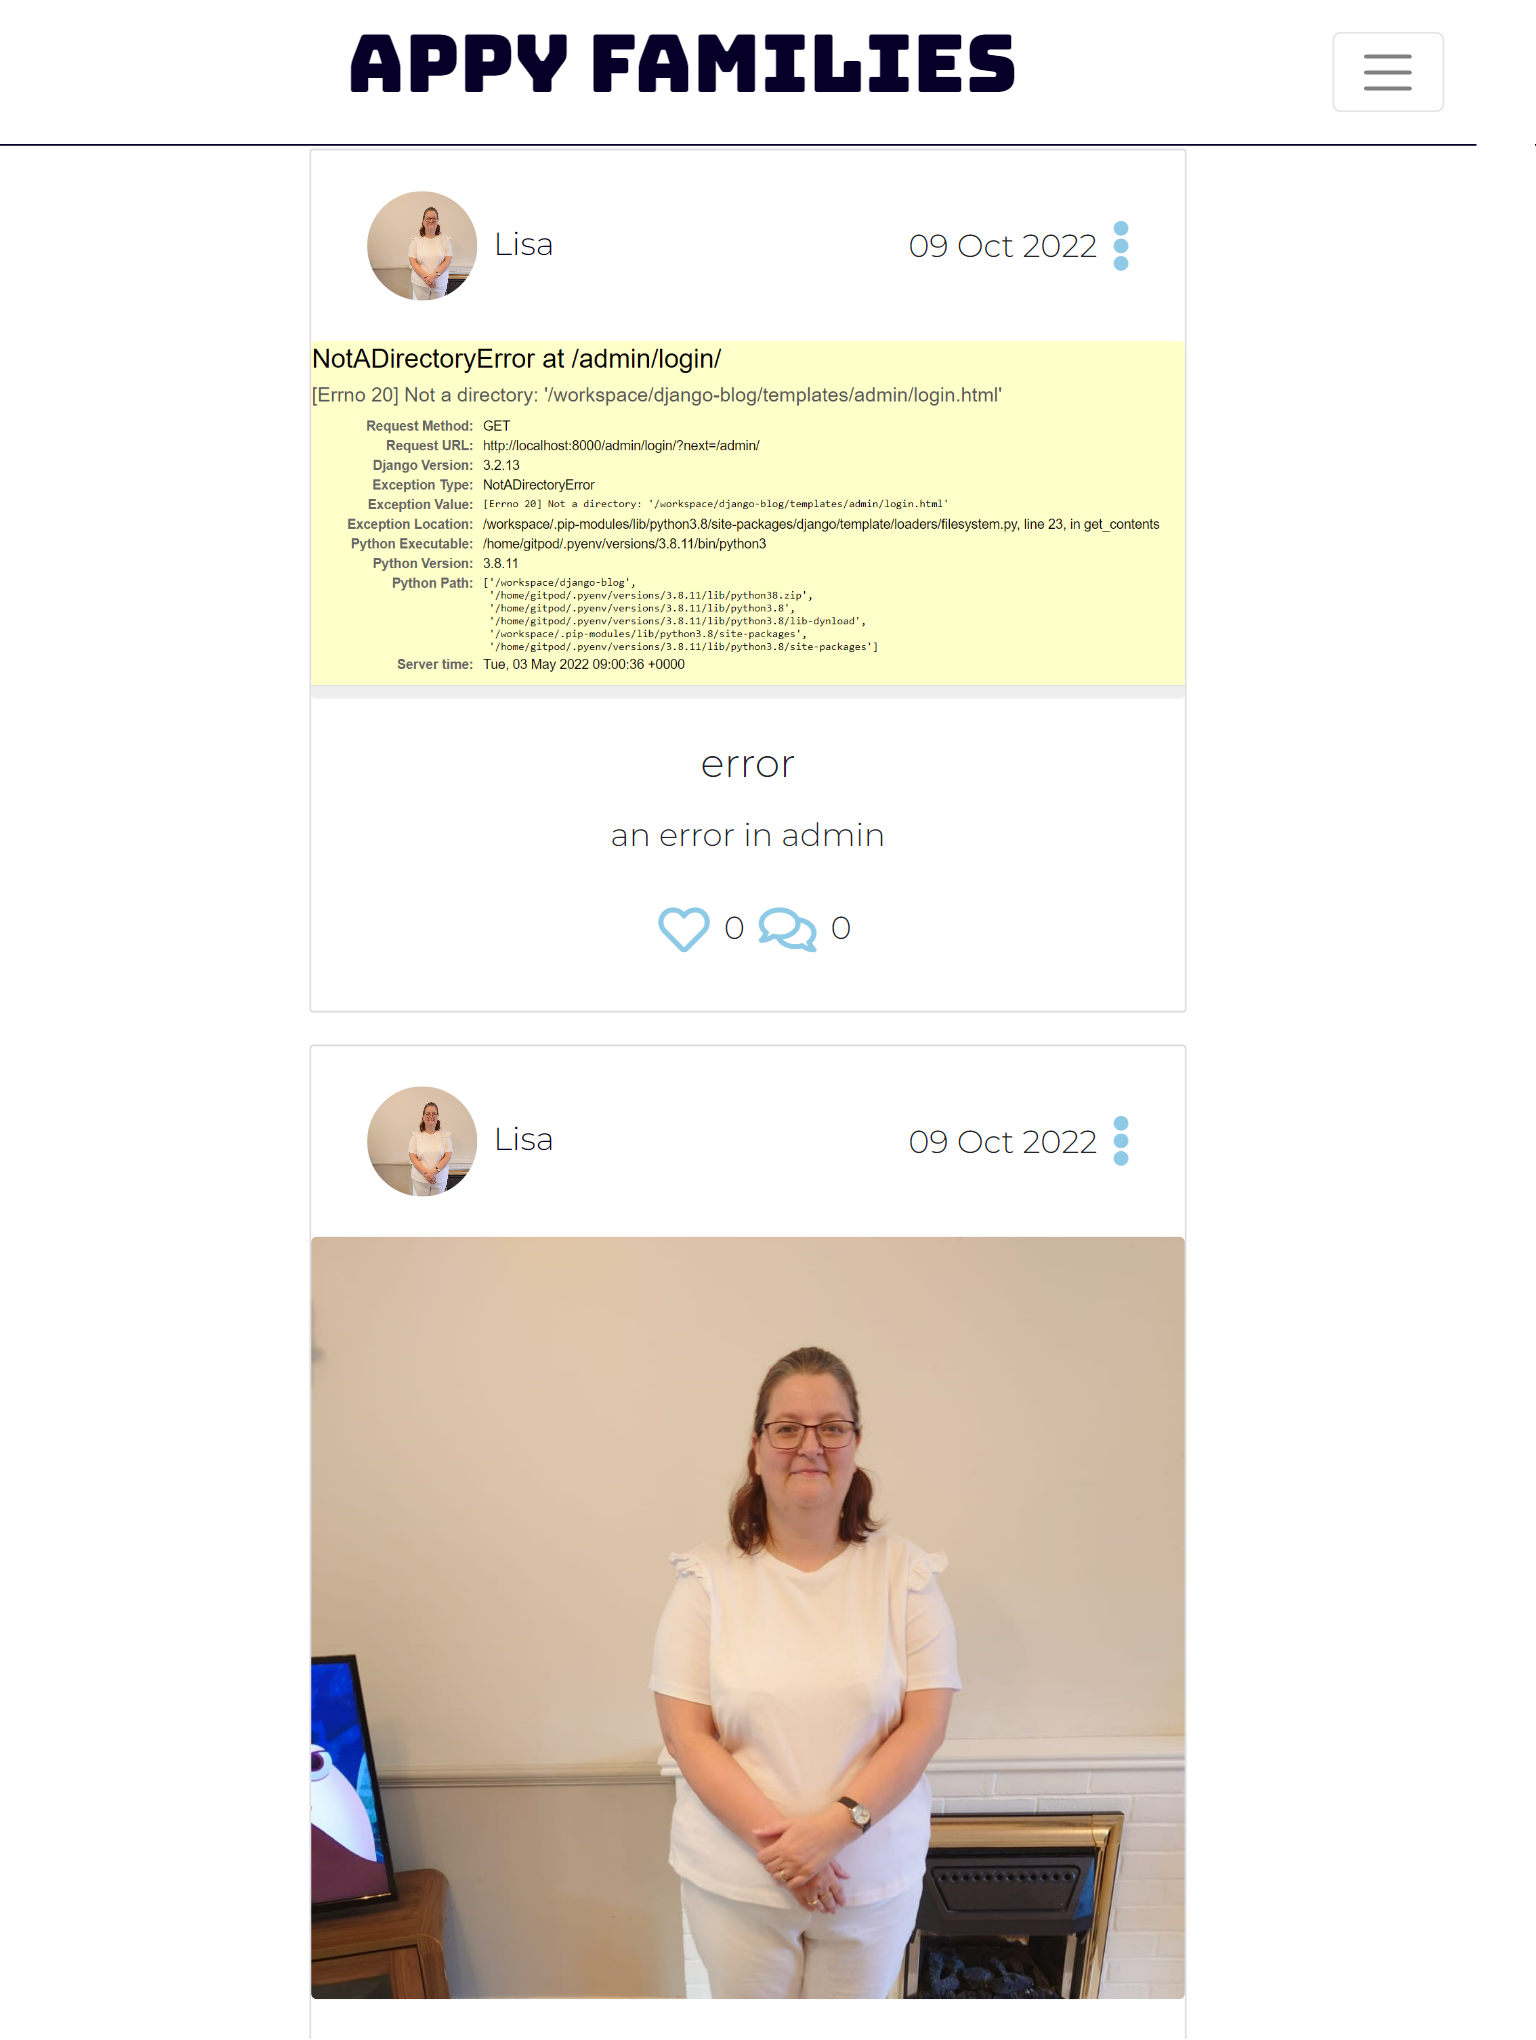 APPY FAMILIES
Lisa
09 Oct 2022
NotADirectoryError at /admin/login/
[Errno 20] Not a directory: '/workspace/django-blog/templates/admin/login.html'
Request Method: GET
Request URL: http://localhost:8000/admin/login/?next=/admin/
Django Version: 3.2.13
Exception Type: NotADirectoryError
Exception Value: [Errno 20] Not a directory: '/workspace/django-blog/templates/admin/login.html'
Exception Location: /workspace/.pip-modules/lib/python3.8/site-packages/django/template/loaders/filesystem.py, line 23, in get_contents
Python Executable: /home/gitpod/.pyenv/versions/3.8.11/bin/python3
Python Version: 3.8.11
Python Path: ['/workspace/django-blog',
'/home/gitpod/.pyenv/versions/3.8.11/lib/python38.zip',
'/home/gitpod/.pyenv/versions/3.8.11/lib/python3.8',
'/home/gitpod/.pyenv/versions/3.8.11/lib/python3.8/lib-dynload',
'/workspace/.pip-modules/lib/python3.8/site-packages',
'/home/gitpod/.pyenv/versions/3.8.11/lib/python3.8/site-packages']
Server time: Tue, 03 May 2022 09:00:36 +0000
error
an error in admin
0 0
Lisa
09 Oct 2022